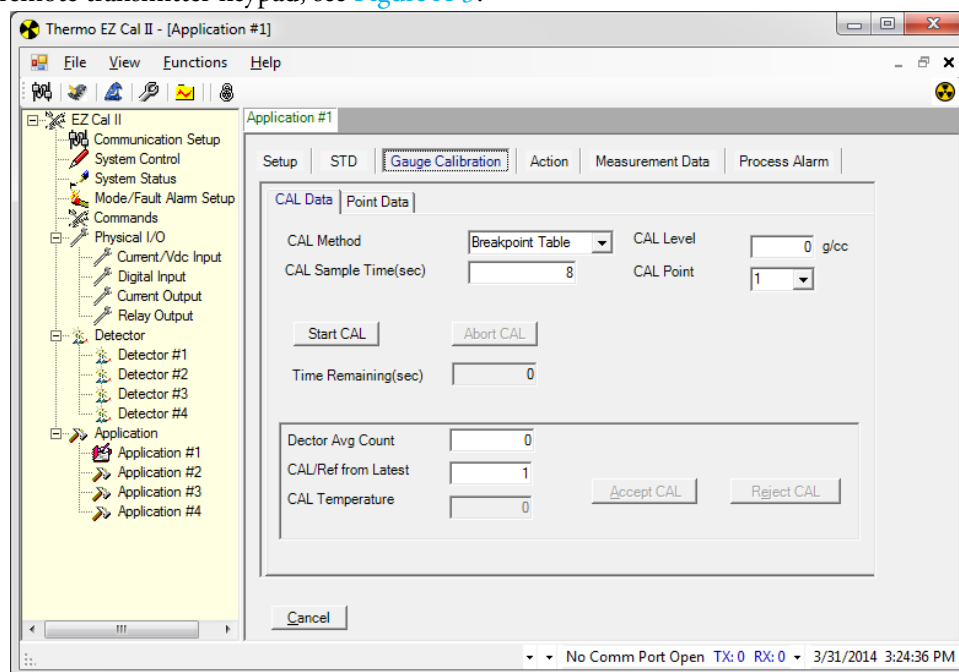 remote transmitter keypad, see Figure A-3.
Thermo EZ Cal II - [Application #1]
File View Functions Help
EZ Cal II
Communication Setup
System Control
System Status
Mode/Fault Alarm Setup
Commands
Physical I/O
Current/Vdc Input
Digital Input
Current Output
Relay Output
Detector
Detector #1
Detector #2
Detector #3
Detector #4
Application
Application #1
Application #2
Application #3
Application #4
Application #1
Setup STD Gauge Calibration Action Measurement Data Process Alarm
CAL Data Point Data
CAL Method Breakpoint Table CAL Level 0 g/cc
CAL Sample Time(sec) 8 CAL Point 1
Start CAL Abort CAL
Time Remaining(sec) 0
Dector Avg Count 0
CAL/Ref from Latest 1
CAL Temperature 0
Accept CAL Reject CAL
Cancel
No Comm Port Open TX: 0 RX: 0 3/31/2014 3:24:36 PM